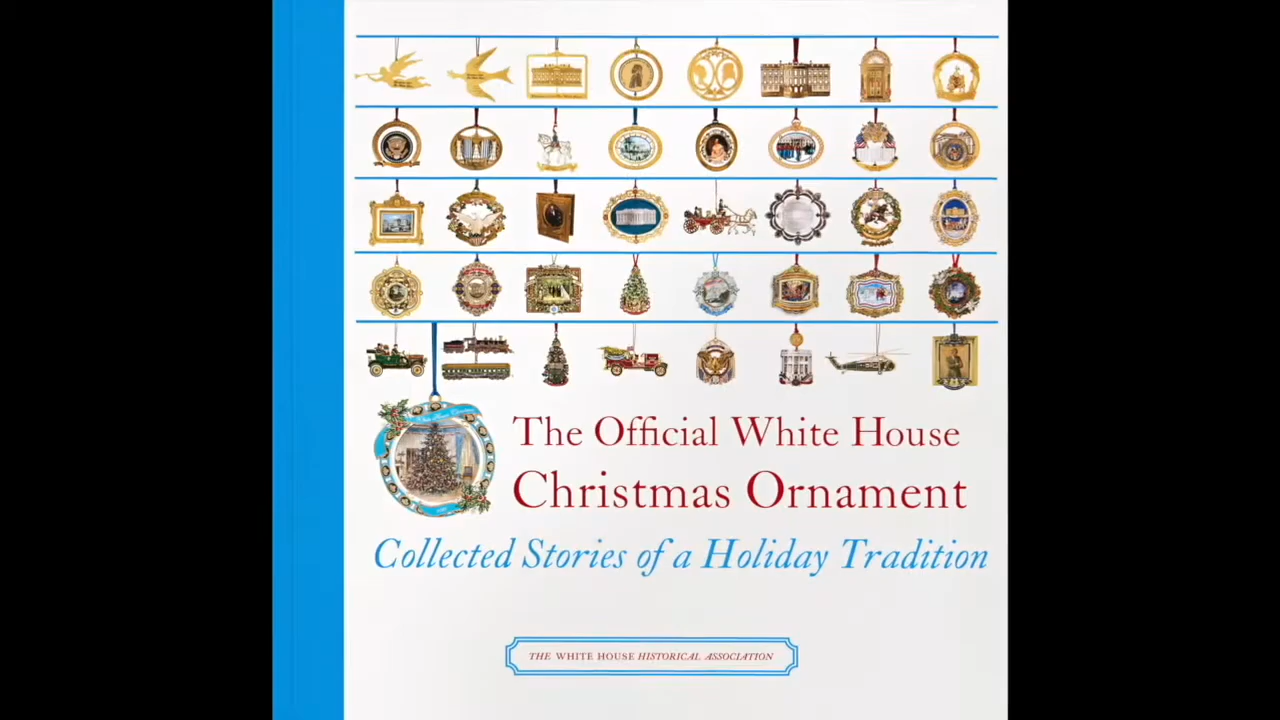 The Official White House
Christmas Ornament
Collected Stories of a Holiday Tradition
THE WHITE HOUSE HISTORICAL ASSOCIATION